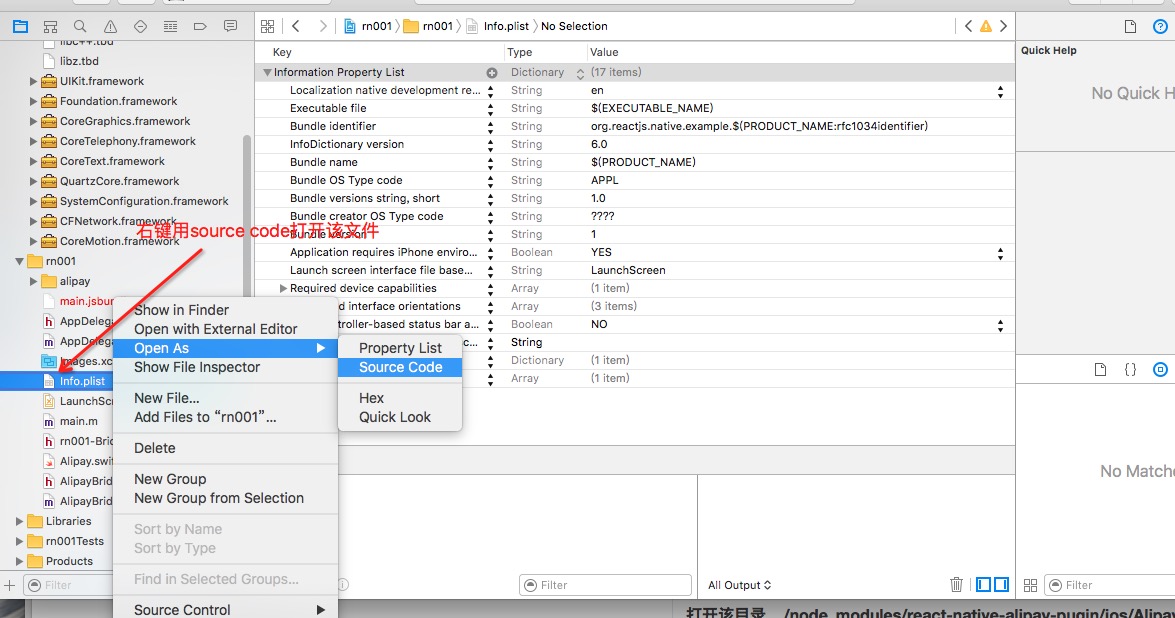 rn001 rn001 Info.plist No Selection
libc++.tbd
libz.tbd
UIKit.framework
Foundation.framework
CoreGraphics.framework
CoreTelephony.framework
CoreText.framework
QuartzCore.framework
SystemConfiguration.framework
CFNetwork.framework
CoreMotion.framework
rn001
alipay
main.jsbun
AppDelega
AppDelega
Images.xc
Info.plist
LaunchScr
main.m
rn001-Brid
Alipay.swif
AlipayBrid
AlipayBrid
Libraries
rn001Tests
Products
Filter
右键用source code打开该文件
Key Type Value
Information Property List Dictionary (17 items)
Localization native development re... String en
Executable file String $(EXECUTABLE_NAME)
Bundle identifier String org.reactjs.native.example.$(PRODUCT_NAME:rfc1034identifier)
InfoDictionary version String 6.0
Bundle name String $(PRODUCT_NAME)
Bundle OS Type code String APPL
Bundle versions string, short String 1.0
Bundle creator OS Type code String ????
Bundle version String 1
Application requires iPhone enviro... Boolean YES
Launch screen interface file base... String LaunchScreen
Required device capabilities Array (1 item)
d interface orientations Array (3 items)
troller-based status bar a... Boolean NO
c... String
Dictionary (1 item)
Array (1 item)
Show in Finder
Open with External Editor
Open As
Show File Inspector
New File...
Add Files to “rn001”...
Delete
New Group
New Group from Selection
Sort by Name
Sort by Type
Find in Selected Groups...
Source Control
Property List
Source Code
Hex
Quick Look
Filter
All Output
Quick Help
No Quick H
No Matche
Filter
打开该目录 /node_modules/react-native-alipay-pugin/ios/Alipay